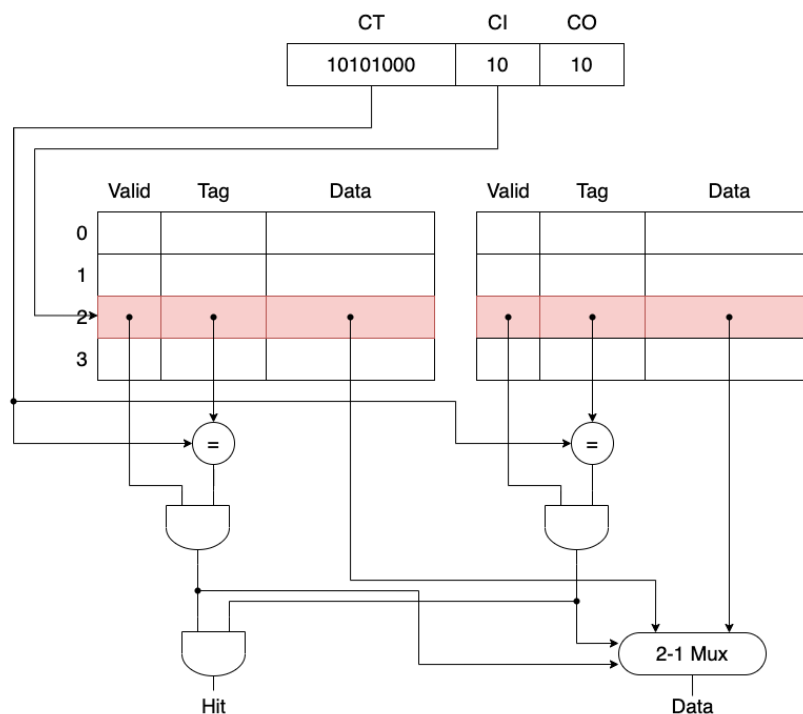 CT CI CO
10101000 10 10
Valid Tag Data Valid Tag Data
0
1
2
3
= =
2-1 Mux
Hit Data